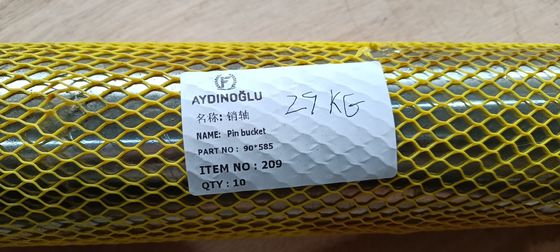 F
AYDINOĞLU
29 KG
名称: 销轴
NAME: Pin bucket
PART NO : 90*585
ITEM NO : 209
QTY : 10